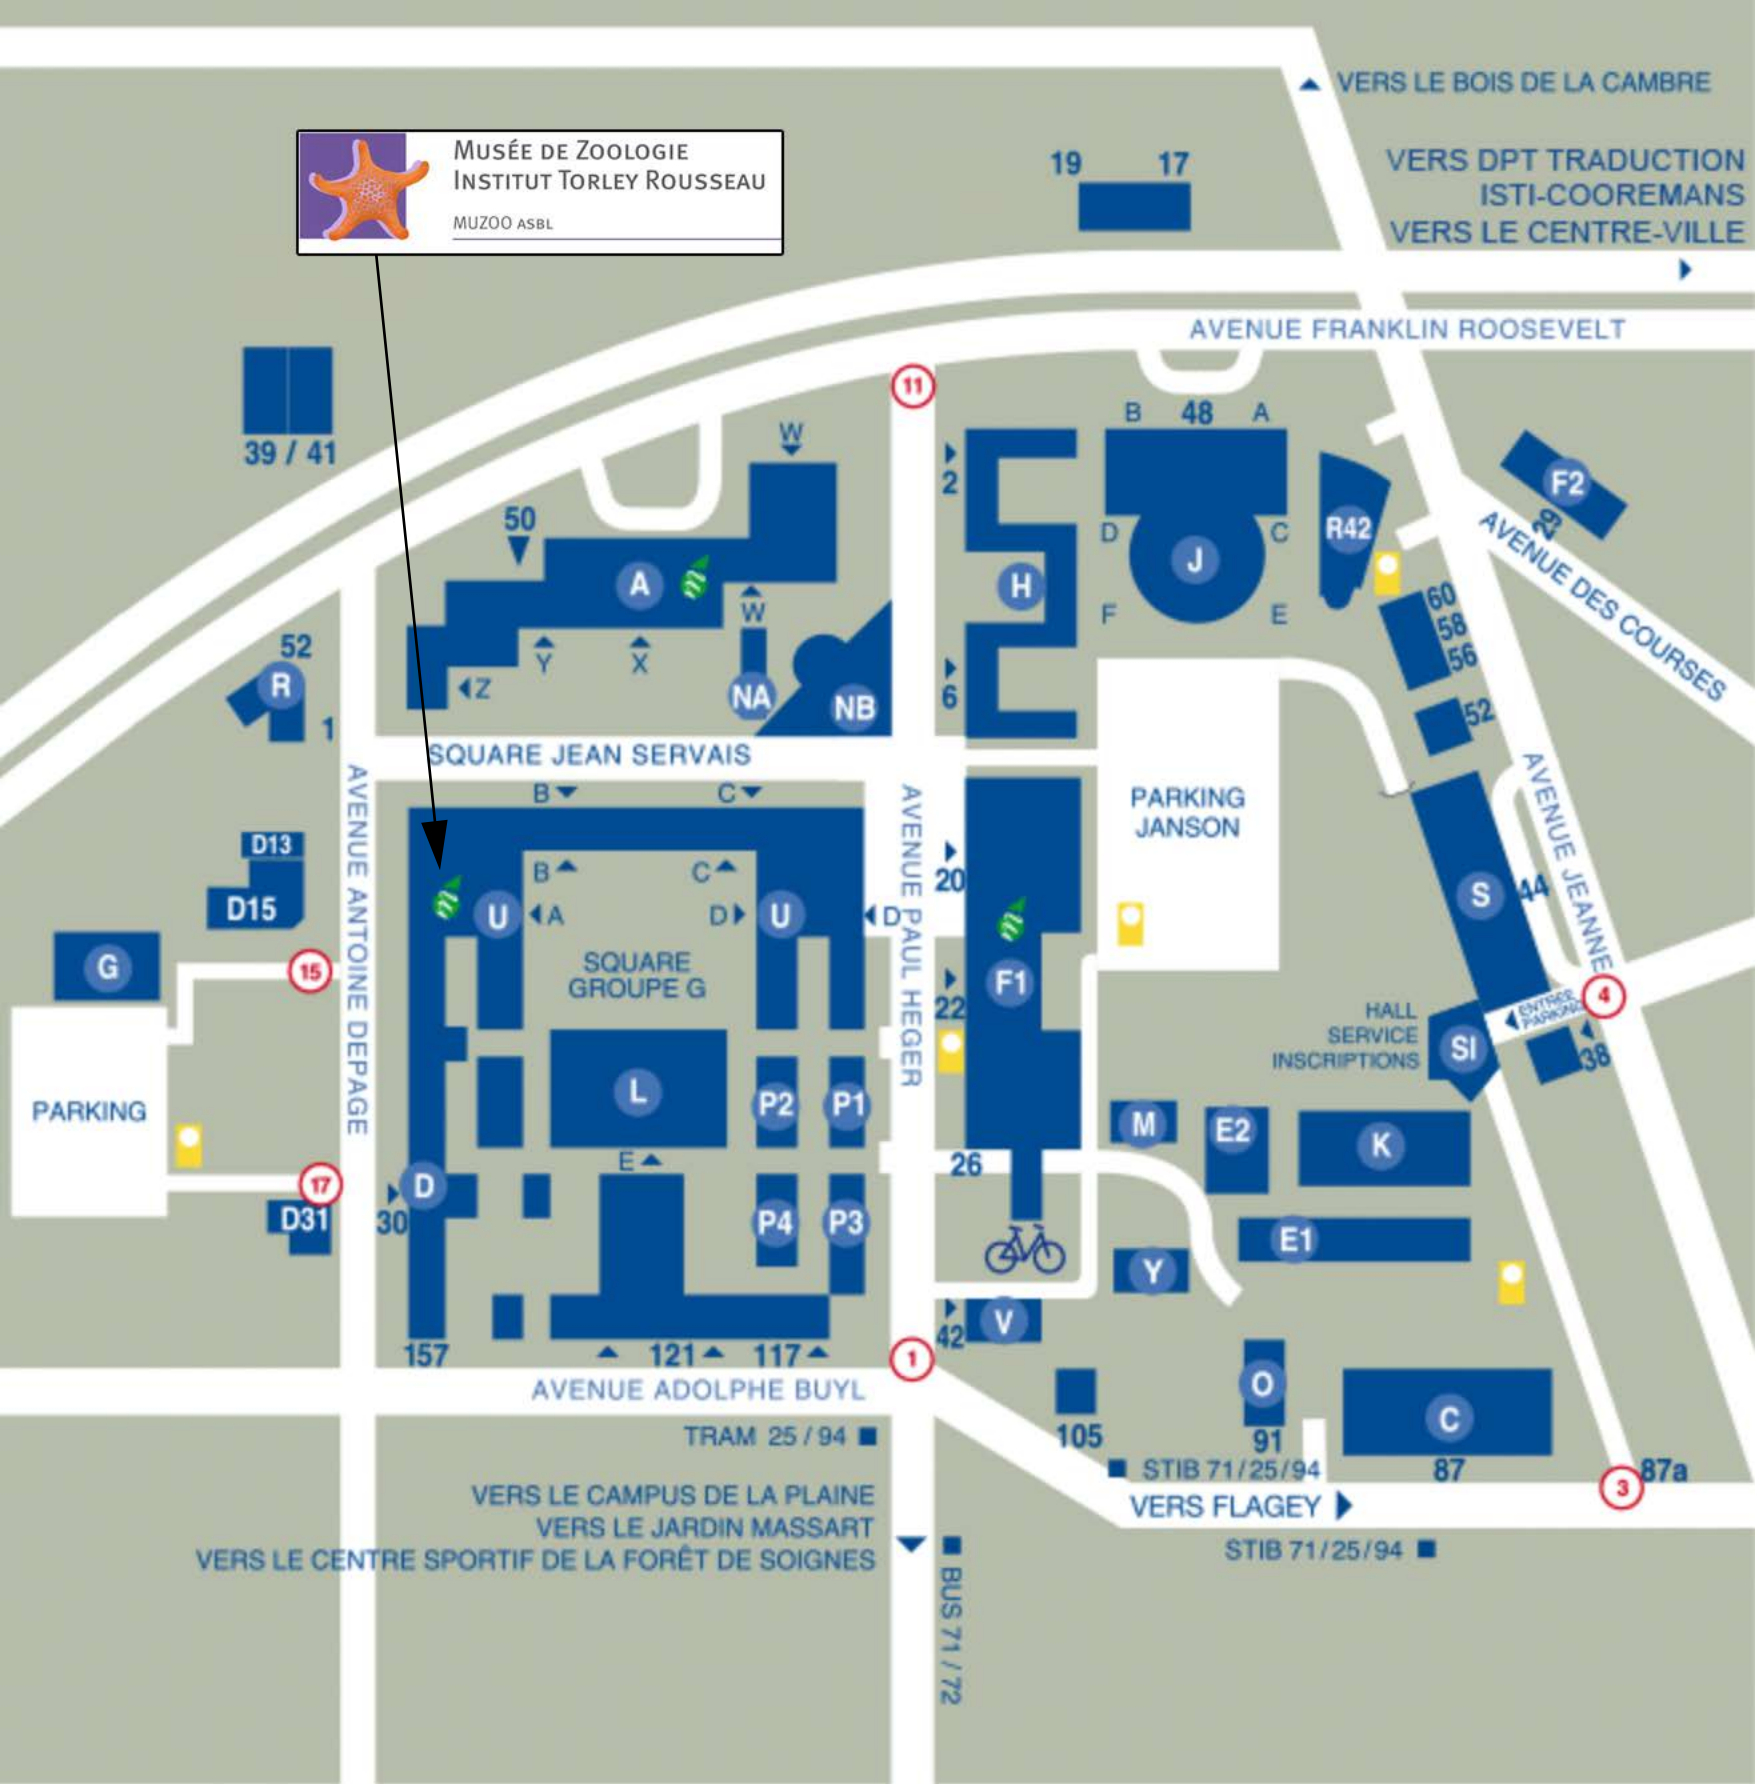 VERS LE BOIS DE LA CAMBRE
MUSÉE DE ZOOLOGIE
INSTITUT TORLEY ROUSSEAU
MUZOO ASBL
19 17
VERS DPT TRADUCTION
ISTI-COOREMANS
VERS LE CENTRE-VILLE
AVENUE FRANKLIN ROOSEVELT
11
39 / 41
B 48 A
W
2
F2
29
50
D C
R42
J
A
H
AVENUE DES COURSES
W
F E
60
58
56
52
R
1
Y X
Z
NA
NB
6
52
SQUARE JEAN SERVAIS
B C
PARKING
JANSON
AVENUE ANTOINE DEPAGE
AVENUE PAUL HEGER
AVENUE JEANNE
D13
D15
B C
20
U A D U D
S 44
G
15
SQUARE
GROUPE G
F1
22
4
ENTRÉE
PARKING
HALL
SERVICE
INSCRIPTIONS
SI
38
PARKING
L
P2 P1
M E2 K
E
26
17
D
D31
30
P4 P3
E1
Y
V
42
157 121 117
1
AVENUE ADOLPHE BUYL
O
C
TRAM 25 / 94
105 91 87 87a
STIB 71/25/94
3
VERS FLAGEY
STIB 71/25/94
VERS LE CAMPUS DE LA PLAINE
VERS LE JARDIN MASSART
VERS LE CENTRE SPORTIF DE LA FORÊT DE SOIGNES
BUS 71 / 72